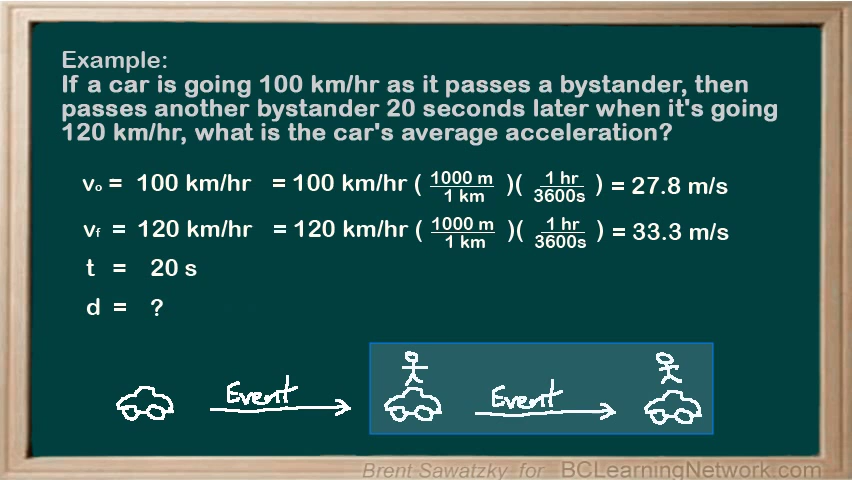 Example:
If a car is going 100 km/hr as it passes a bystander, then
passes another bystander 20 seconds later when it's going
120 km/hr, what is the car's average acceleration?
v₀ = 100 km/hr = 100 km/hr ( 1000 m / 1 km )( 1 hr / 3600s ) = 27.8 m/s
vf = 120 km/hr = 120 km/hr ( 1000 m / 1 km )( 1 hr / 3600s ) = 33.3 m/s
t = 20 s
d = ?
Event Event
Brent Sawatzky for BCLearningNetwork.com